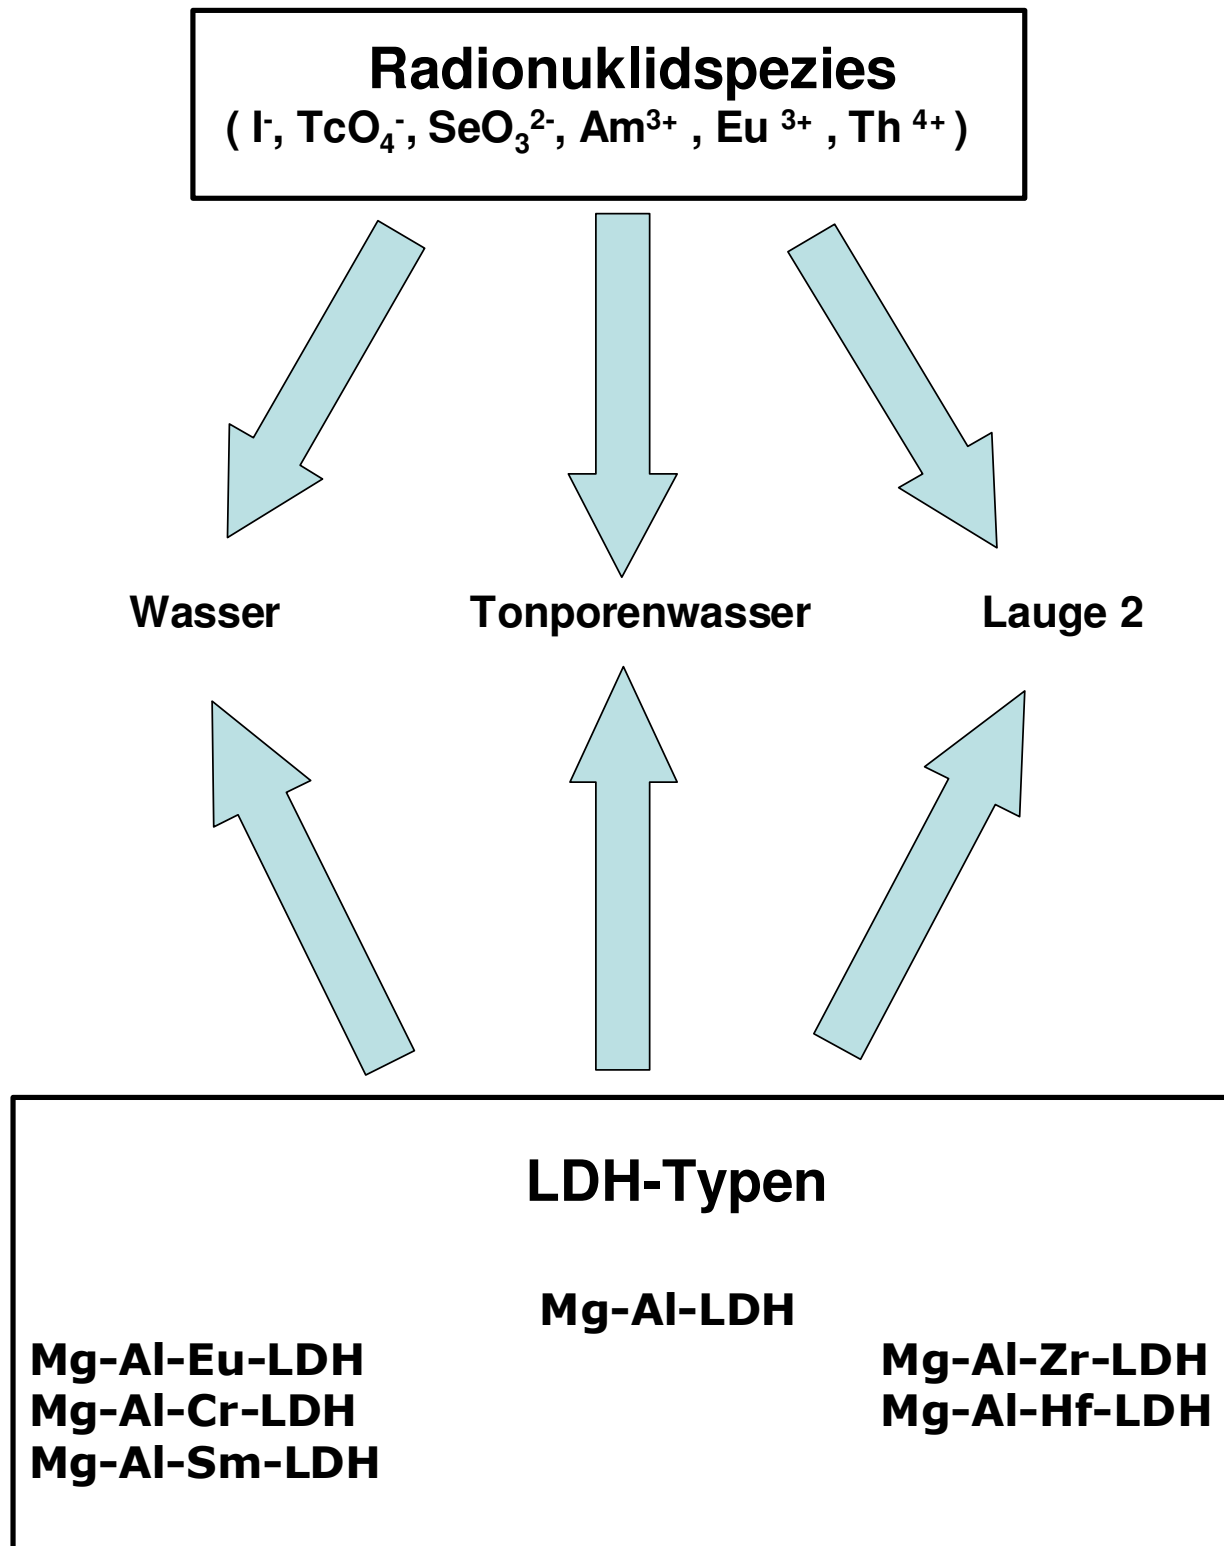 Radionuklidspezies
( I⁻, TcO₄⁻, SeO₃²⁻, Am³⁺ , Eu ³⁺ , Th ⁴⁺ )
Wasser Tonporenwasser Lauge 2
LDH-Typen
Mg-Al-LDH
Mg-Al-Eu-LDH Mg-Al-Zr-LDH
Mg-Al-Cr-LDH Mg-Al-Hf-LDH
Mg-Al-Sm-LDH